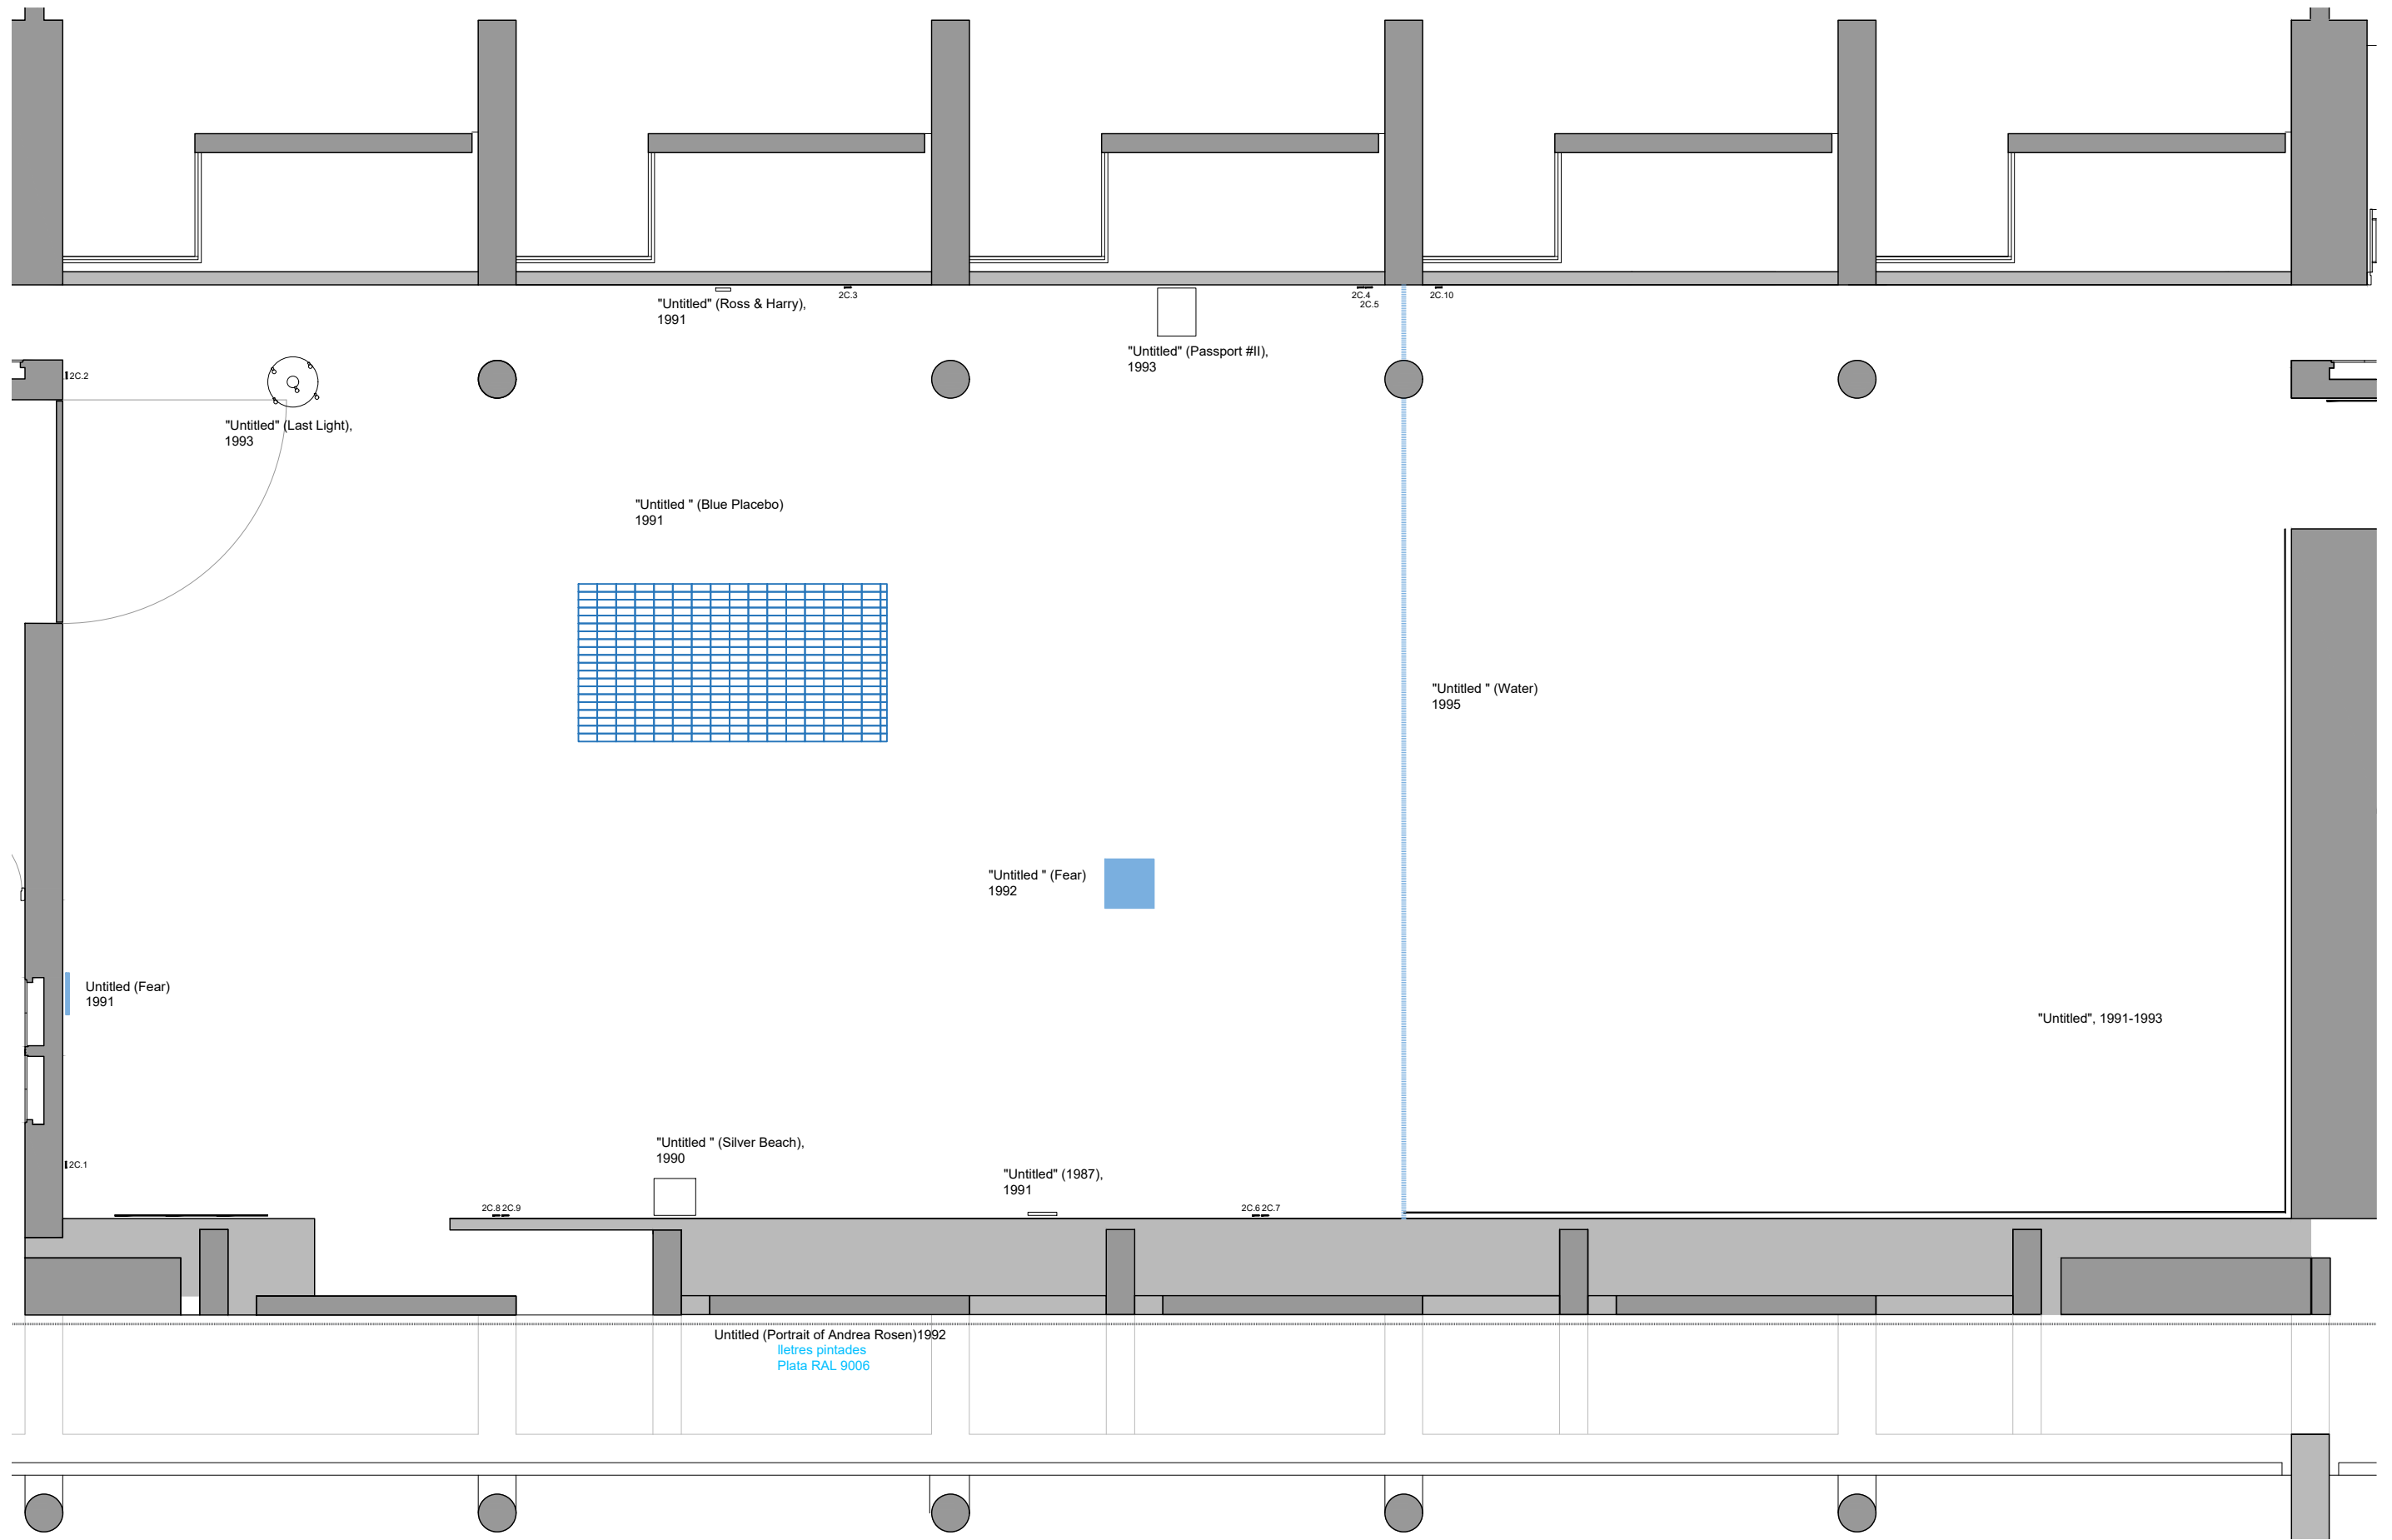 "Untitled" (Ross & Harry),
1991
2C.3
2C.4
2C.5
2C.10
"Untitled" (Passport #II),
1993
2C.2
"Untitled" (Last Light),
1993
"Untitled " (Blue Placebo)
1991
"Untitled " (Water)
1995
"Untitled " (Fear)
1992
Untitled (Fear)
1991
"Untitled", 1991-1993
"Untitled " (Silver Beach),
1990
2C.1
"Untitled" (1987),
1991
2C.8 2C.9
2C.6 2C.7
Untitled (Portrait of Andrea Rosen)1992
lletres pintades
Plata RAL 9006